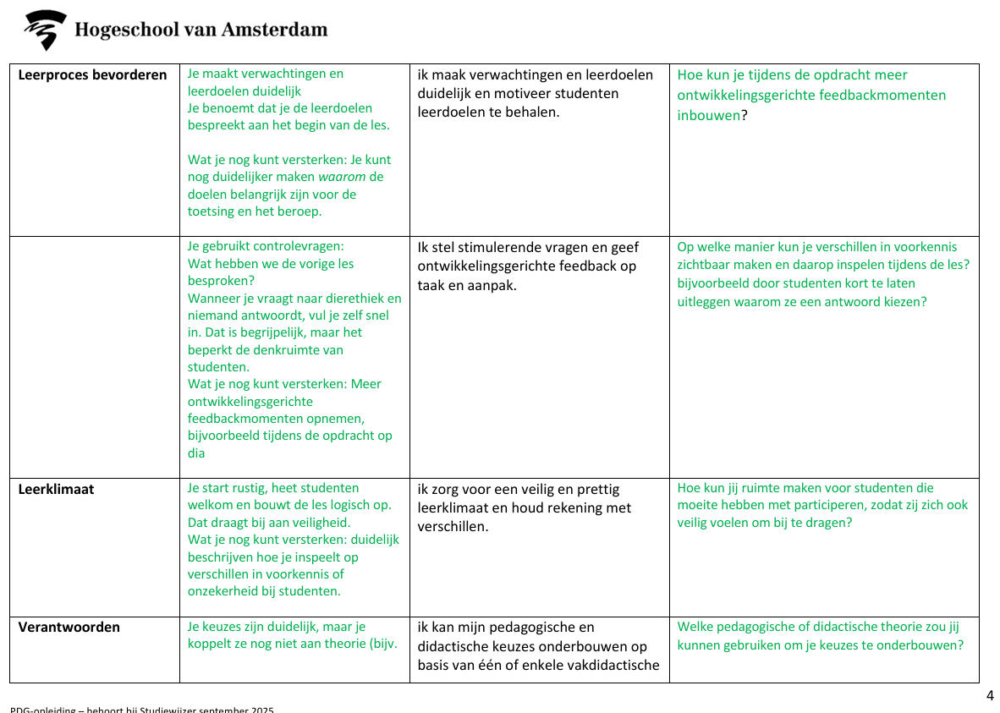 Hogeschool van Amsterdam
Leerproces bevorderen
Je maakt verwachtingen en
leerdoelen duidelijk
Je benoemt dat je de leerdoelen
bespreekt aan het begin van de les.
Wat je nog kunt versterken: Je kunt
nog duidelijker maken waarom de
doelen belangrijk zijn voor de
toetsing en het beroep.
ik maak verwachtingen en leerdoelen
duidelijk en motiveer studenten
leerdoelen te behalen.
Hoe kun je tijdens de opdracht meer
ontwikkelingsgerichte feedbackmomenten
inbouwen?
Je gebruikt controlevragen:
Wat hebben we de vorige les
besproken?
Wanneer je vraagt naar dierethiek en
niemand antwoordt, vul je zelf snel
in. Dat is begrijpelijk, maar het
beperkt de denkruimte van
studenten.
Wat je nog kunt versterken: Meer
ontwikkelingsgerichte
feedbackmomenten opnemen,
bijvoorbeeld tijdens de opdracht op
dia
Ik stel stimulerende vragen en geef
ontwikkelingsgerichte feedback op
taak en aanpak.
Op welke manier kun je verschillen in voorkennis
zichtbaar maken en daarop inspelen tijdens de les?
bijvoorbeeld door studenten kort te laten
uitleggen waarom ze een antwoord kiezen?
Leerklimaat
Je start rustig, heet studenten
welkom en bouwt de les logisch op.
Dat draagt bij aan veiligheid.
Wat je nog kunt versterken: duidelijk
beschrijven hoe je inspeelt op
verschillen in voorkennis of
onzekerheid bij studenten.
ik zorg voor een veilig en prettig
leerklimaat en houd rekening met
verschillen.
Hoe kun jij ruimte maken voor studenten die
moeite hebben met participeren, zodat zij zich ook
veilig voelen om bij te dragen?
Verantwoorden
Je keuzes zijn duidelijk, maar je
koppelt ze nog niet aan theorie (bijv.
ik kan mijn pedagogische en
didactische keuzes onderbouwen op
basis van één of enkele vakdidactische
Welke pedagogische of didactische theorie zou jij
kunnen gebruiken om je keuzes te onderbouwen?
4
PDG-opleiding – behoort bij Studiewijzer september 2025